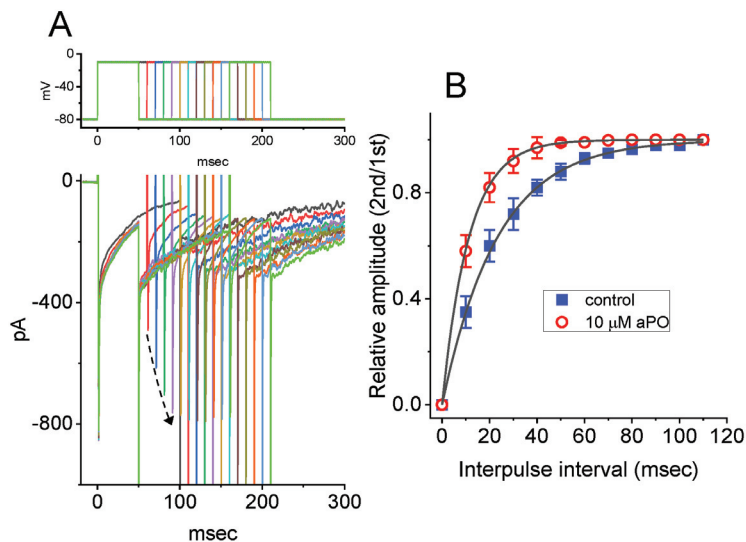 A
0
-40
-80
mV
0
100
200
300
msec
0
-400
-800
pA
0
100
200
300
msec
B
0.8
0.4
0.0
Relative amplitude (2nd/1st)
control
10 μM aPO
0
20
40
60
80
100
120
Interpulse interval (msec)